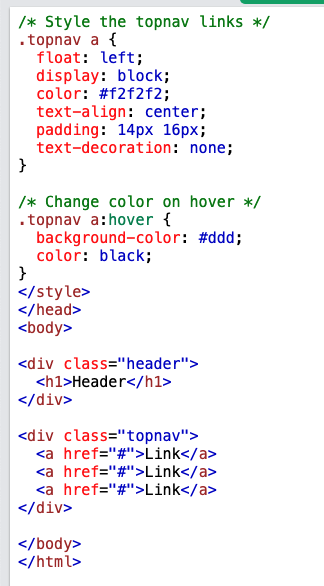 /* Style the topnav links */
.topnav a {
  float: left;
  display: block;
  color: #f2f2f2;
  text-align: center;
  padding: 14px 16px;
  text-decoration: none;
}

/* Change color on hover */
.topnav a:hover {
  background-color: #ddd;
  color: black;
}
</style>
</head>
<body>

<div class="header">
  <h1>Header</h1>
</div>

<div class="topnav">
  <a href="#">Link</a>
  <a href="#">Link</a>
  <a href="#">Link</a>
</div>

</body>
</html>